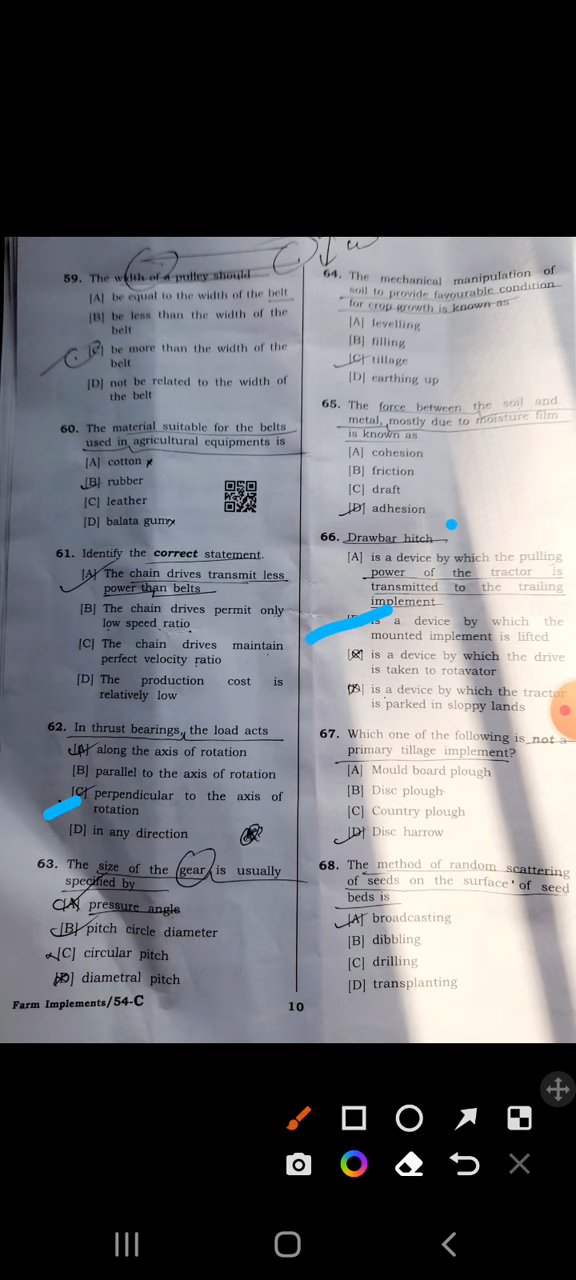 59. The width of a pulley should
[A] be equal to the width of the belt
[B] be less than the width of the
belt
[C] be more than the width of the
belt
[D] not be related to the width of
the belt
60. The material suitable for the belts
used in agricultural equipments is
[A] cotton
[B] rubber
[C] leather
[D] balata gum
61. Identify the correct statement.
[A] The chain drives transmit less
power than belts
[B] The chain drives permit only
low speed ratio
[C] The chain drives maintain
perfect velocity ratio
[D] The production cost is
relatively low
62. In thrust bearings, the load acts
[A] along the axis of rotation
[B] parallel to the axis of rotation
[C] perpendicular to the axis of
rotation
[D] in any direction
63. The size of the gear is usually
specified by
[A] pressure angle
[B] pitch circle diameter
[C] circular pitch
[D] diametral pitch
Farm Implements/54-C
10
64. The mechanical manipulation of
soil to provide favourable condition
for crop growth is known as
[A] levelling
[B] filling
[C] tillage
[D] earthing up
65. The force between the soil and
metal, mostly due to moisture film
is known as
[A] cohesion
[B] friction
[C] draft
[D] adhesion
66. Drawbar hitch
[A] is a device by which the pulling
power of the tractor is
transmitted to the trailing
implement
is a device by which the
mounted implement is lifted
[C] is a device by which the drive
is taken to rotavator
[D] is a device by which the tractor
is parked in sloppy lands
67. Which one of the following is not a
primary tillage implement?
[A] Mould board plough
[B] Disc plough
[C] Country plough
[D] Disc harrow
68. The method of random scattering
of seeds on the surface of seed
beds is
[A] broadcasting
[B] dibbling
[C] drilling
[D] transplanting